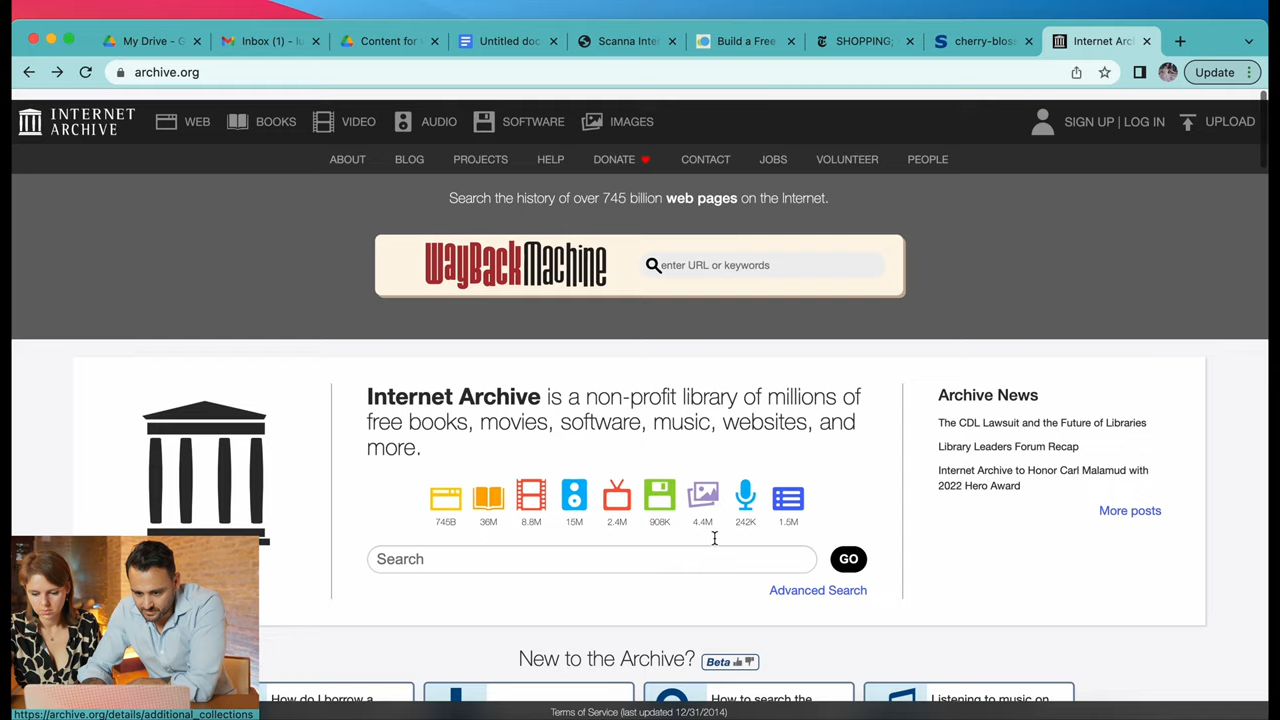 My Drive - G
Inbox (1) - lu
Content for
Untitled doc
Scanna Inte
Build a Free
SHOPPING;
cherry-bloss
Internet Arc
archive.org
Update
INTERNET
ARCHIVE
WEB
BOOKS
VIDEO
AUDIO
SOFTWARE
IMAGES
SIGN UP | LOG IN
UPLOAD
ABOUT
BLOG
PROJECTS
HELP
DONATE
CONTACT
JOBS
VOLUNTEER
PEOPLE
Search the history of over 745 billion web pages on the Internet.
WayBackMachine
enter URL or keywords
Internet Archive is a non-profit library of millions of
free books, movies, software, music, websites, and
more.
745B
36M
8.8M
15M
2.4M
908K
4.4M
242K
1.5M
Search
GO
Advanced Search
Archive News
The CDL Lawsuit and the Future of Libraries
Library Leaders Forum Recap
Internet Archive to Honor Carl Malamud with
2022 Hero Award
More posts
New to the Archive?
Beta
How do I borrow a
How to search the
Listening to music on
https://archive.org/details/additional_collections
Terms of Service (last updated 12/31/2014)